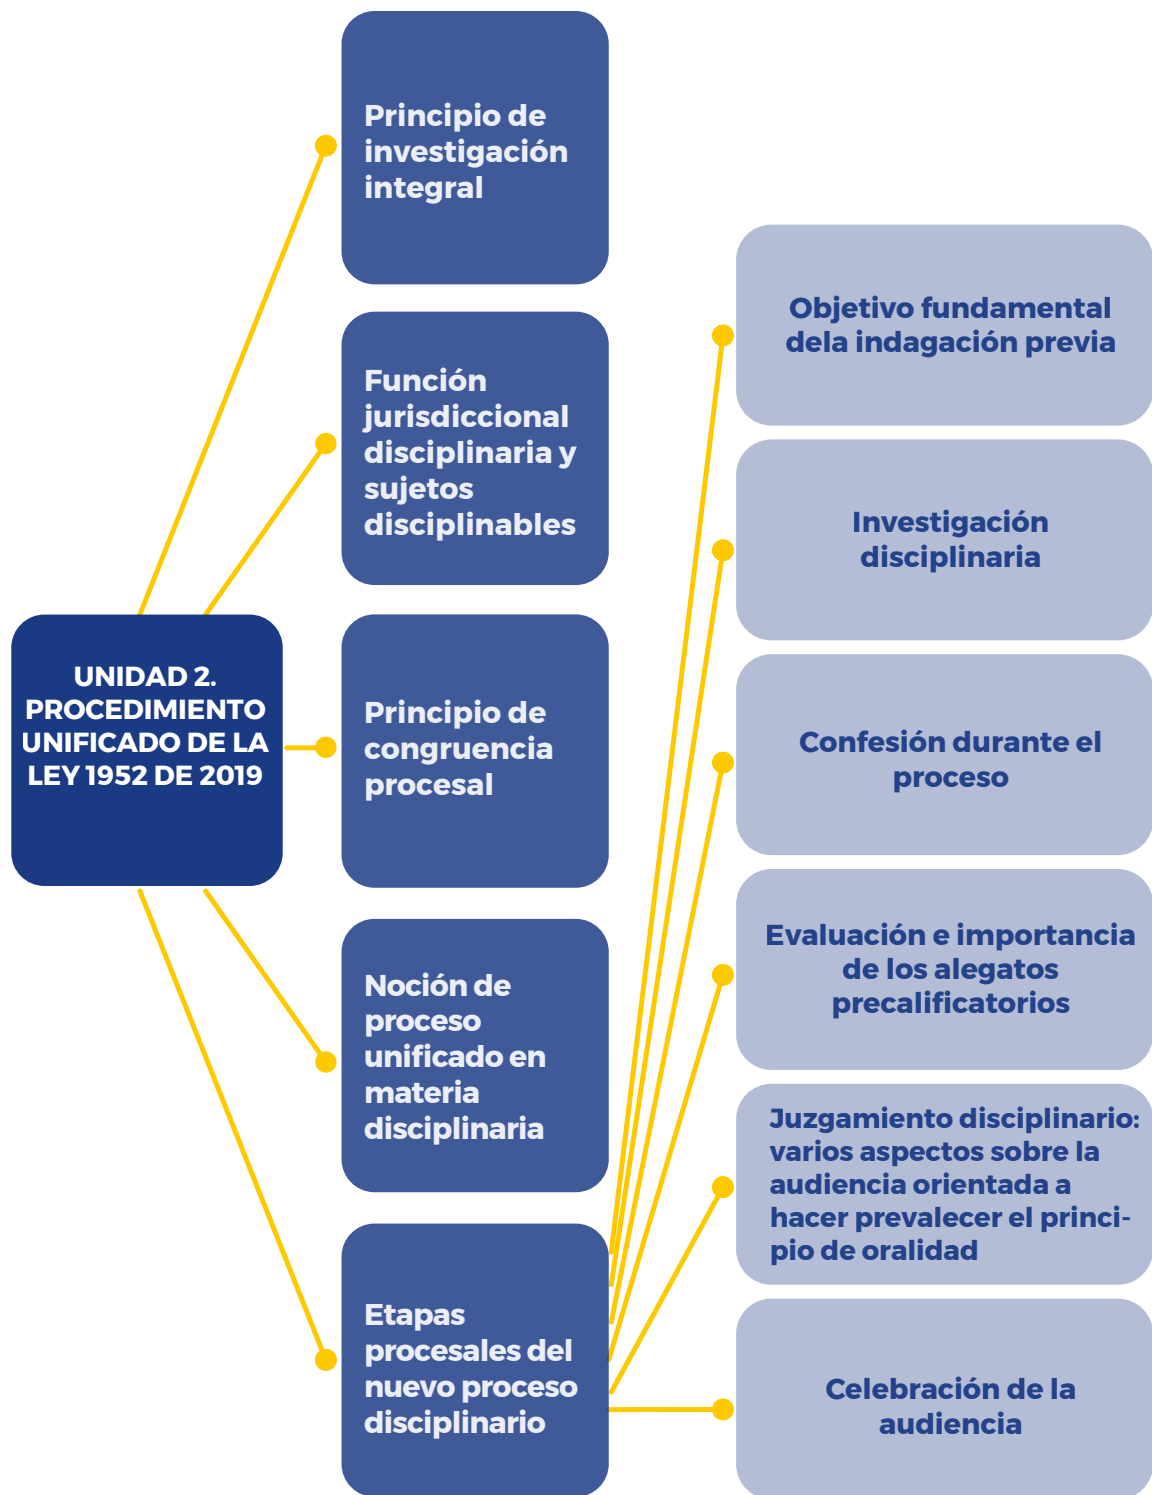 UNIDAD 2.
PROCEDIMIENTO
UNIFICADO DE LA
LEY 1952 DE 2019
Principio de
investigación
integral
Función
jurisdiccional
disciplinaria y
sujetos
disciplinables
Principio de
congruencia
procesal
Noción de
proceso
unificado en
materia
disciplinaria
Etapas
procesales del
nuevo proceso
disciplinario
Objetivo fundamental
dela indagación previa
Investigación
disciplinaria
Confesión durante el
proceso
Evaluación e importancia
de los alegatos
precalificatorios
Juzgamiento disciplinario:
varios aspectos sobre la
audiencia orientada a
hacer prevalecer el princi-
pio de oralidad
Celebración de la
audiencia